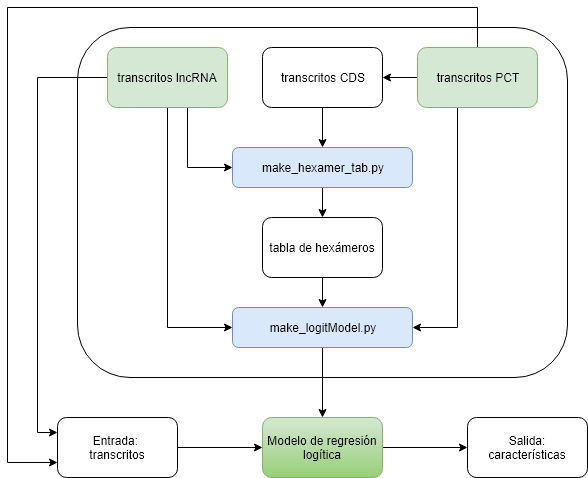 transcritos lncRNA
transcritos CDS
transcritos PCT
make_hexamer_tab.py
tabla de hexámeros
make_logitModel.py
Entrada:
transcritos
Modelo de regresión
logítica
Salida:
características